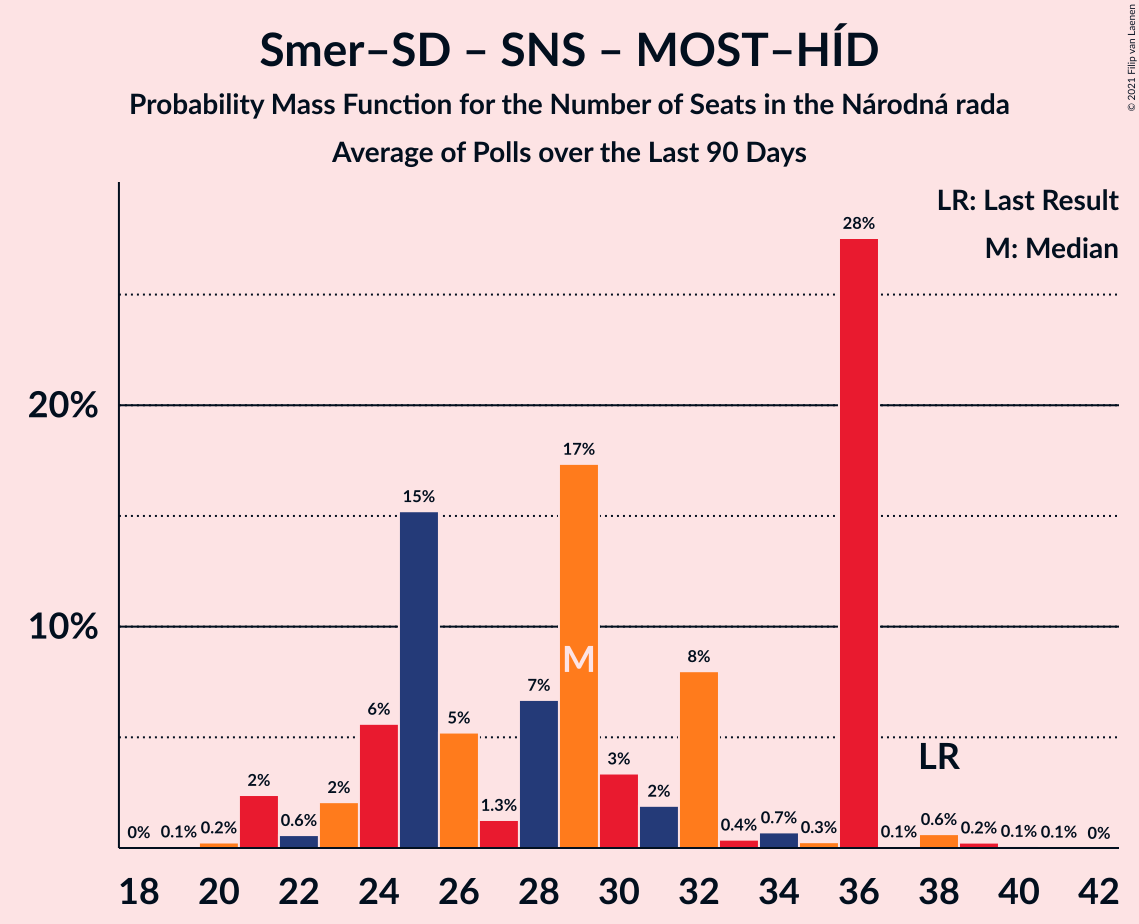 Smer–SD – SNS – MOST–HÍD
Probability Mass Function for the Number of Seats in the Národná rada
Average of Polls over the Last 90 Days
© 2021 Filip van Laenen
LR: Last Result
M: Median
28%
20%
17%
15%
10%
M
8%
7%
6%
5%
LR
3%
2%
2%
2%
1.3%
0% 0.1% 0.2% 0.6% 0.4% 0.7% 0.3% 0.1% 0.6% 0.2% 0.1% 0.1% 0%
18 20 22 24 26 28 30 32 34 36 38 40 42